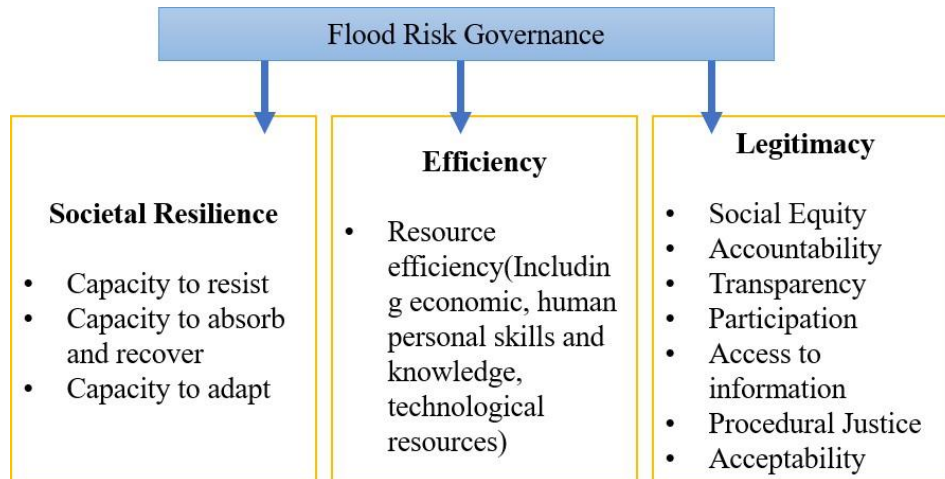 Flood Risk Governance
Societal Resilience
• Capacity to resist
• Capacity to absorb
and recover
• Capacity to adapt
Efficiency
• Resource
efficiency(Includin
g economic, human
personal skills and
knowledge,
technological
resources)
Legitimacy
• Social Equity
• Accountability
• Transparency
• Participation
• Access to
information
• Procedural Justice
• Acceptability